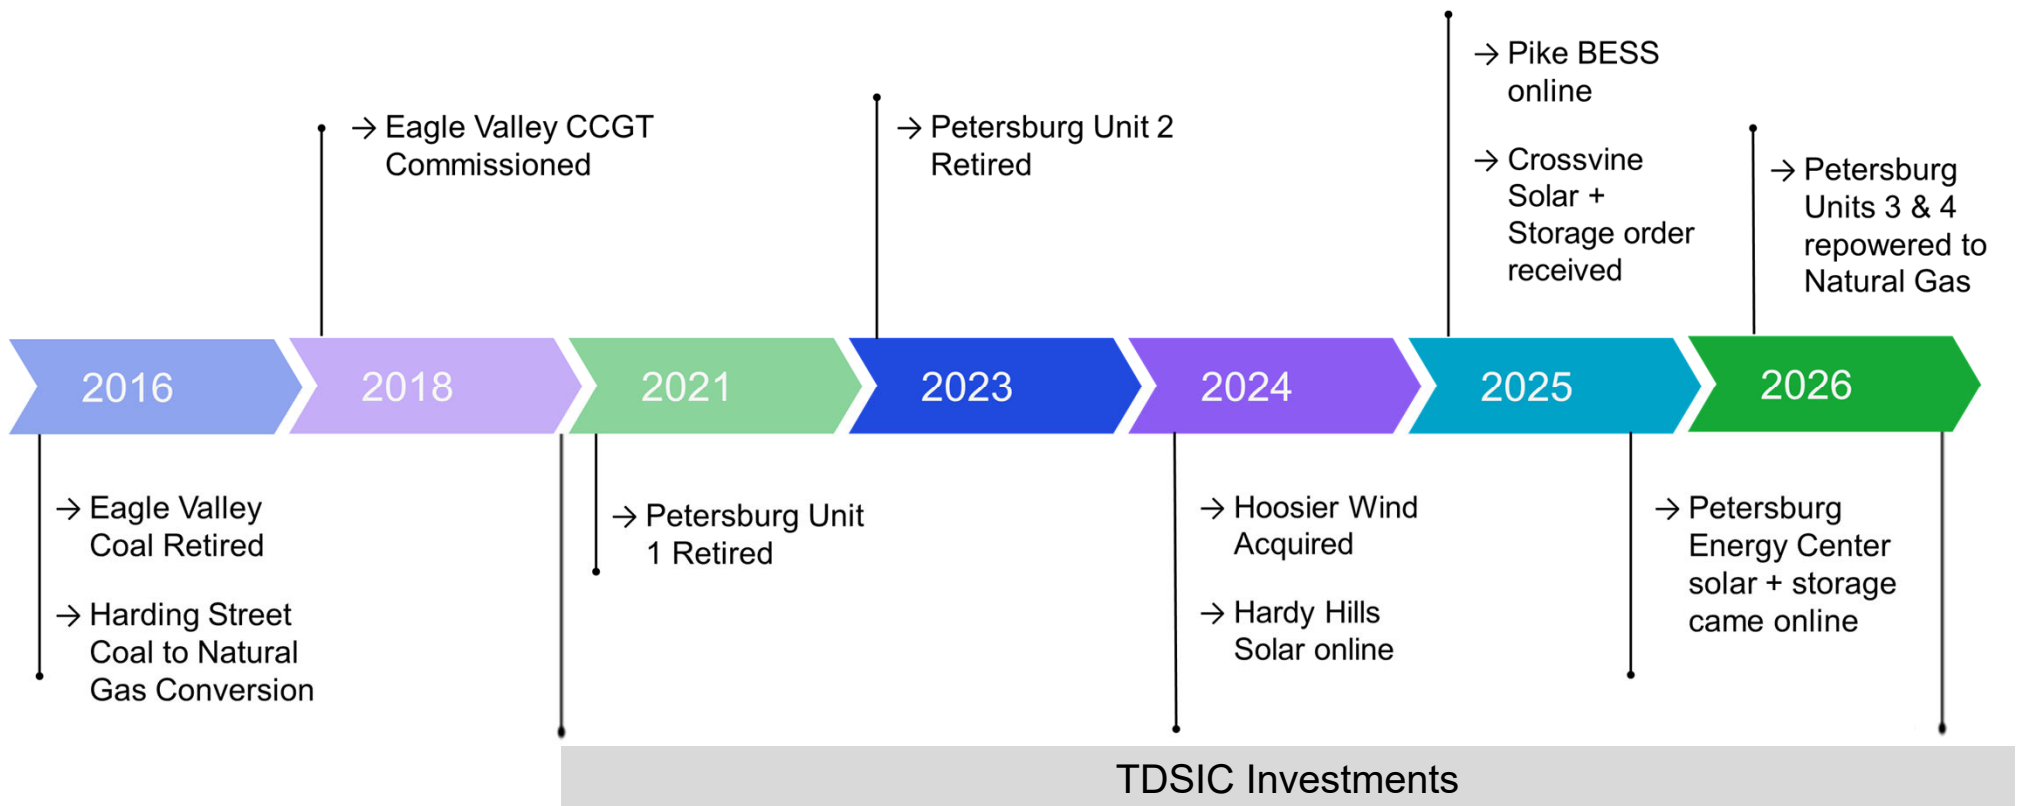 → Pike BESS
online
→ Crossvine
Solar +
Storage order
received
→ Eagle Valley CCGT
Commissioned
→ Petersburg Unit 2
Retired
→ Petersburg
Units 3 & 4
repowered to
Natural Gas
2016
2018
2021
2023
2024
2025
2026
→ Eagle Valley
Coal Retired
→ Harding Street
Coal to Natural
Gas Conversion
→ Petersburg Unit
1 Retired
→ Hoosier Wind
Acquired
→ Hardy Hills
Solar online
→ Petersburg
Energy Center
solar + storage
came online
TDSIC Investments